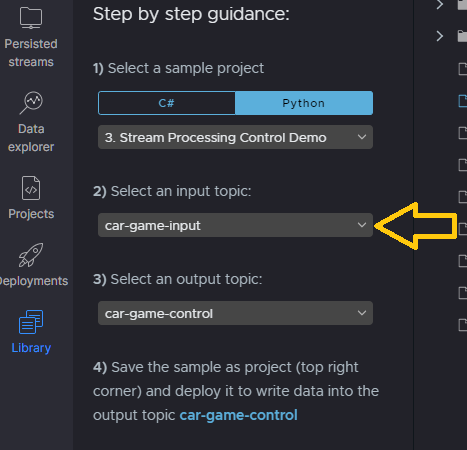 Persisted
streams
Data
explorer
Projects
Deployments
Library
Step by step guidance:
1) Select a sample project
C# Python
3. Stream Processing Control Demo
2) Select an input topic:
car-game-input
3) Select an output topic:
car-game-control
4) Save the sample as project (top right
corner) and deploy it to write data into the
output topic car-game-control